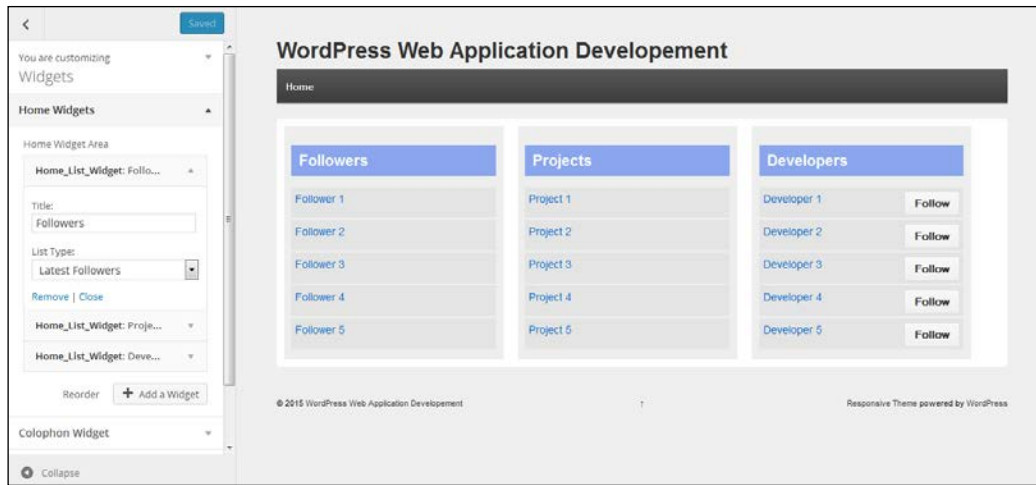 Saved
You are customizing
Widgets
Home Widgets
Home Widget Area
Home_List_Widget: Follo...
Title:
Followers
List Type:
Latest Followers
Remove | Close
Home_List_Widget: Proje...
Home_List_Widget: Deve...
Reorder + Add a Widget
Colophon Widget
Collapse
WordPress Web Application Developement
Home
Followers
Follower 1
Follower 2
Follower 3
Follower 4
Follower 5
Projects
Project 1
Project 2
Project 3
Project 4
Project 5
Developers
Developer 1 Follow
Developer 2 Follow
Developer 3 Follow
Developer 4 Follow
Developer 5 Follow
© 2015 WordPress Web Application Developement ↑ Responsive Theme powered by WordPress